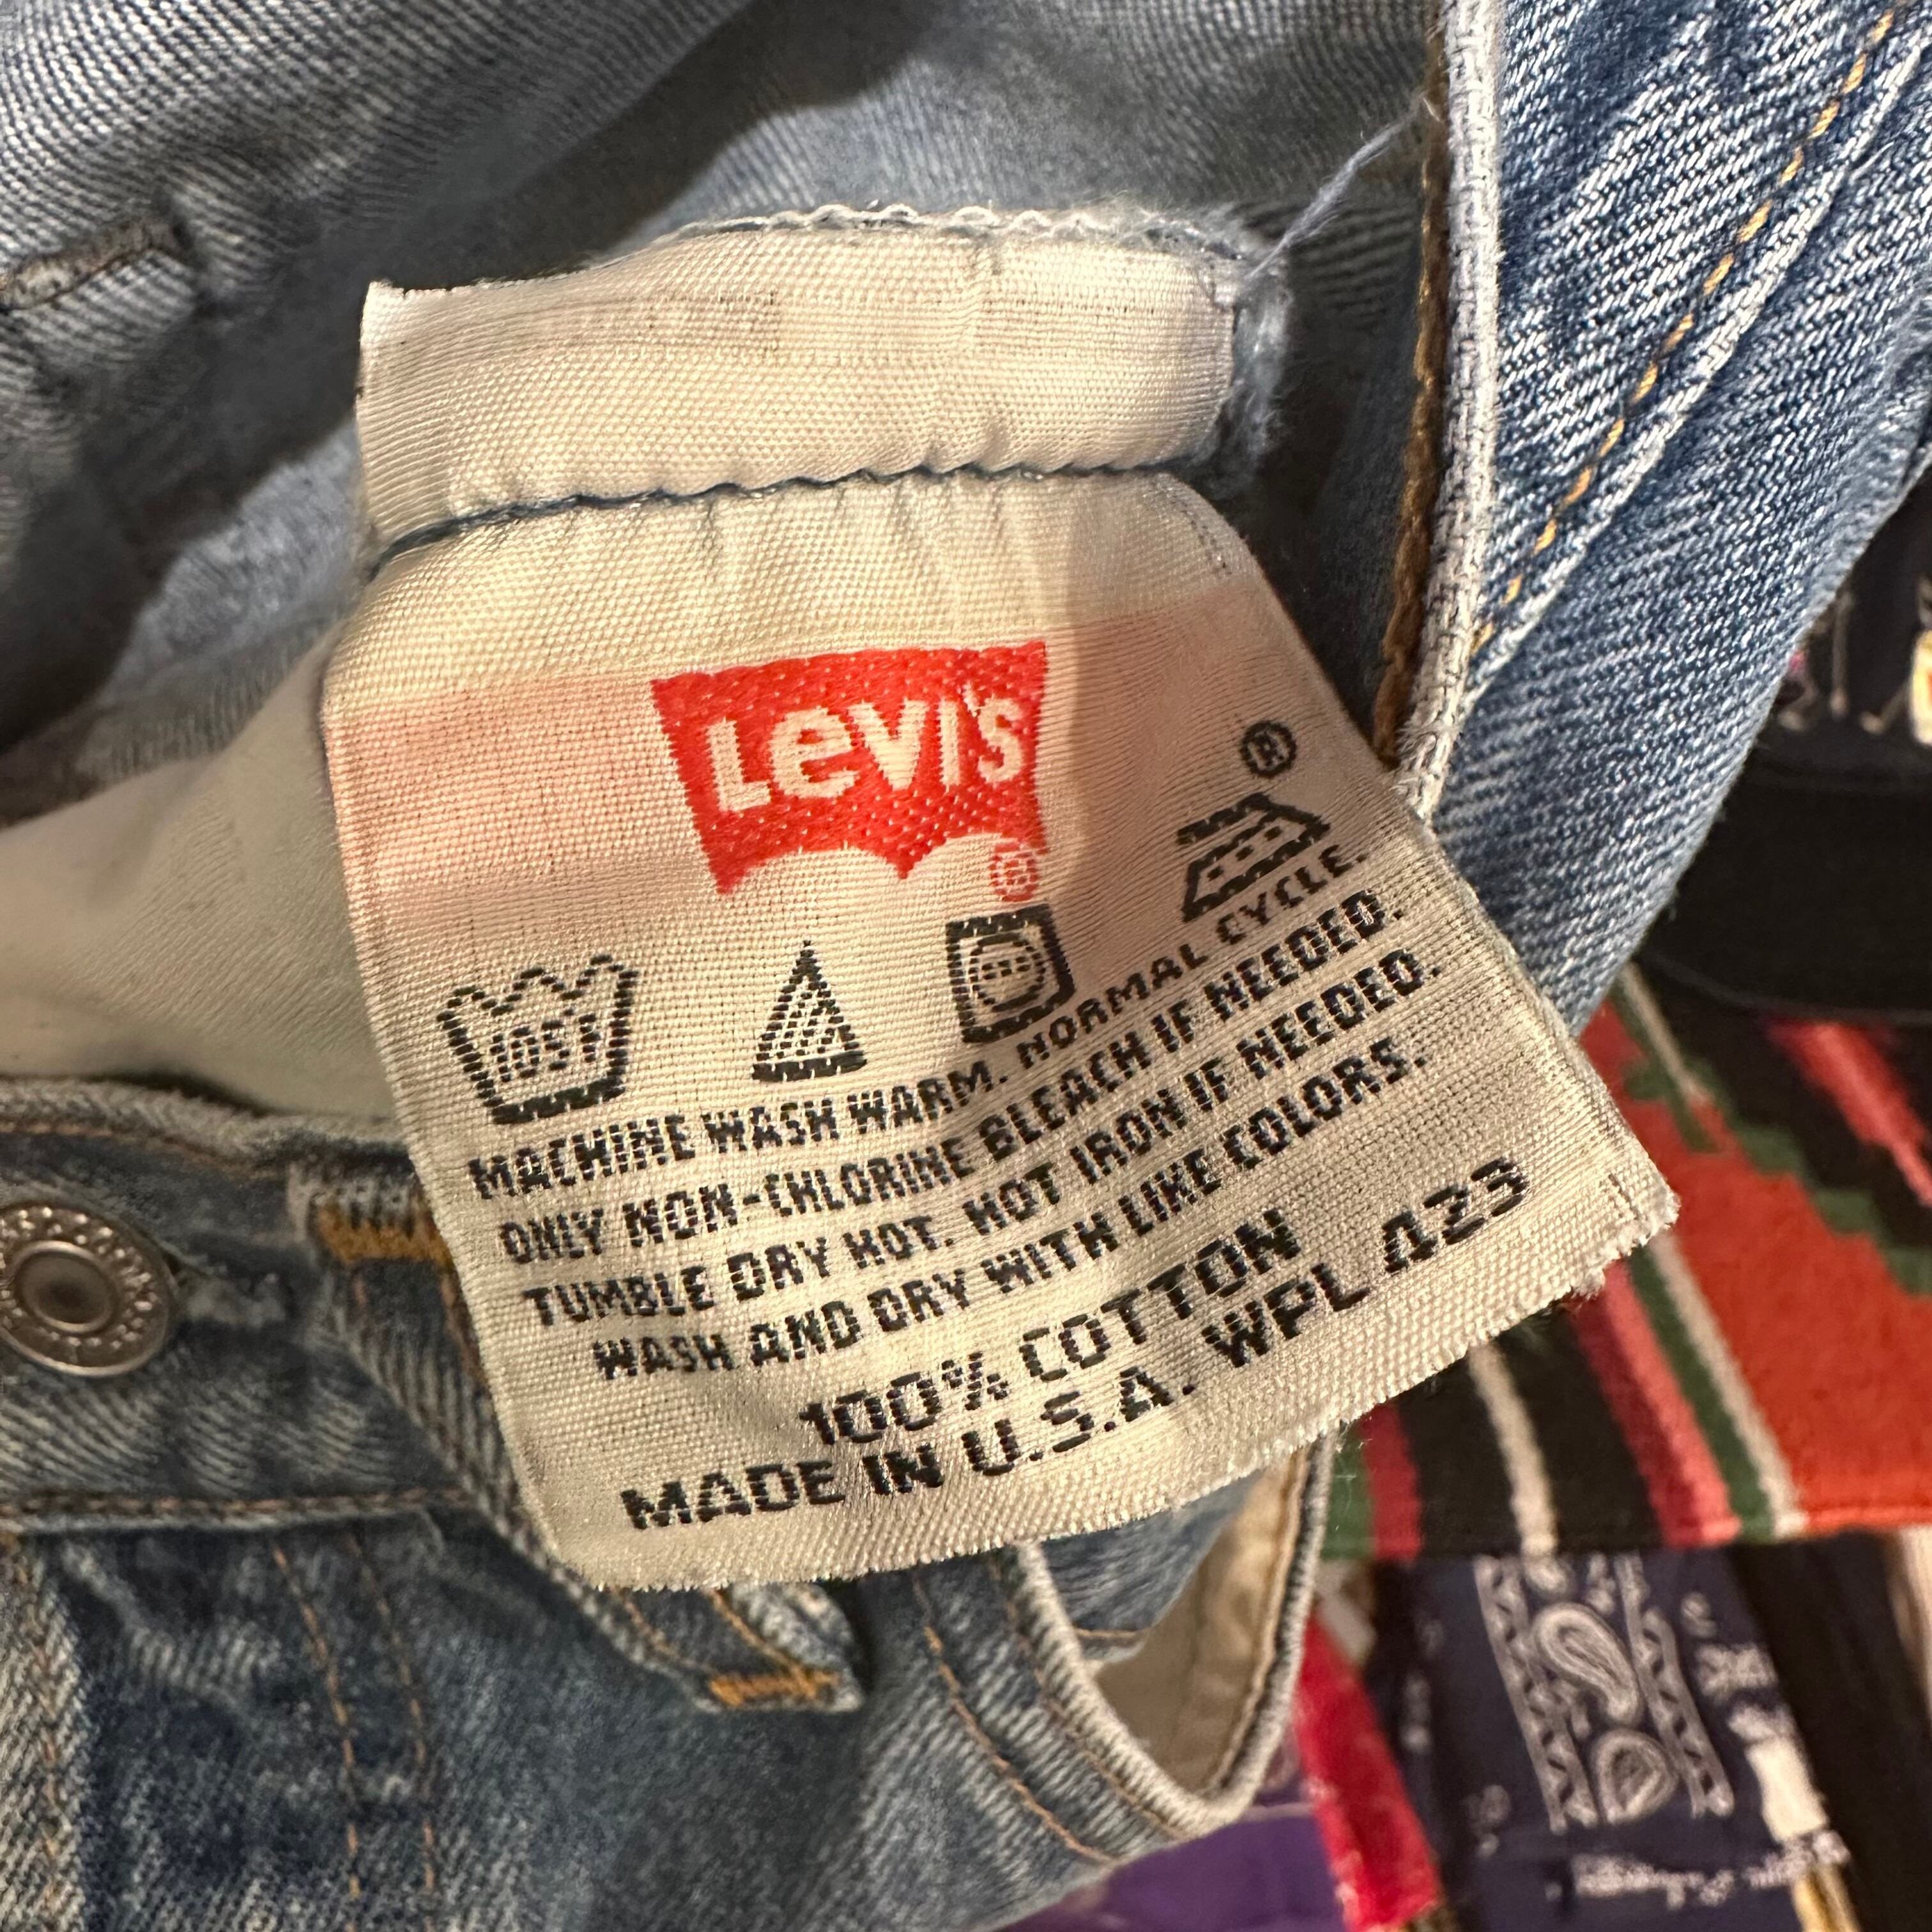 LEVI'S
®
®
105F
MACHINE WASH WARM. NORMAL CYCLE.
ONLY NON-CHLORINE BLEACH IF NEEDED.
TUMBLE DRY HOT. HOT IRON IF NEEDED.
WASH AND DRY WITH LIKE COLORS.
100% COTTON
MADE IN U.S.A. WPL 423